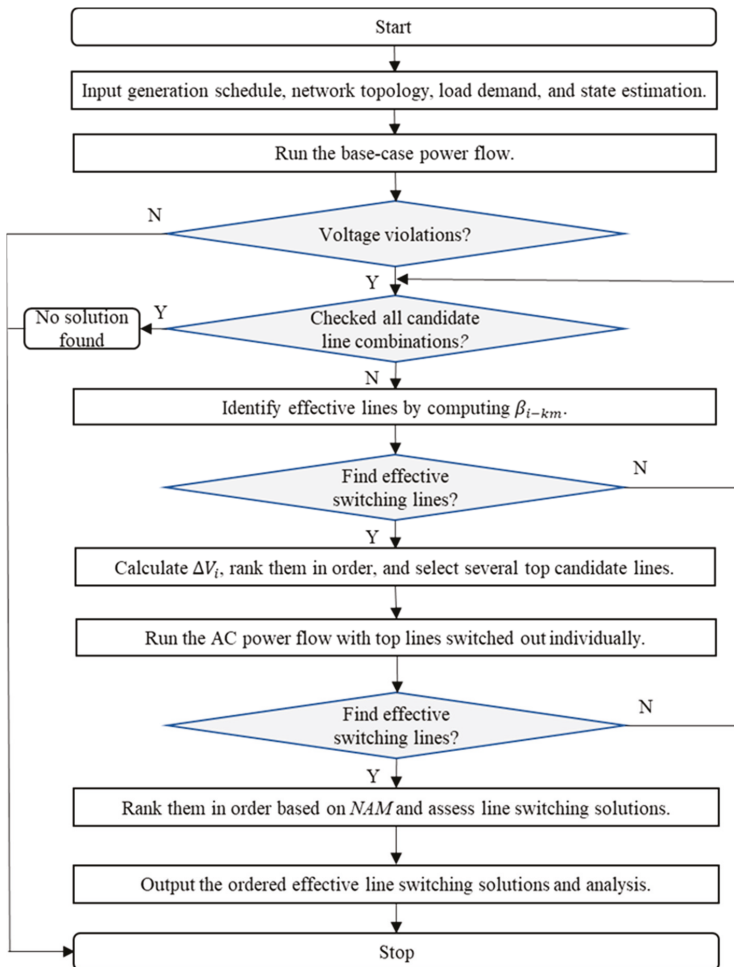 Start
Input generation schedule, network topology, load demand, and state estimation.
Run the base-case power flow.
N
Voltage violations?
Y
No solution
found
Y
Checked all candidate
line combinations?
N
Identify effective lines by computing β_{i−km}.
Find effective
switching lines?
N
Y
Calculate ΔV_i, rank them in order, and select several top candidate lines.
Run the AC power flow with top lines switched out individually.
Find effective
switching lines?
N
Y
Rank them in order based on NAM and assess line switching solutions.
Output the ordered effective line switching solutions and analysis.
Stop